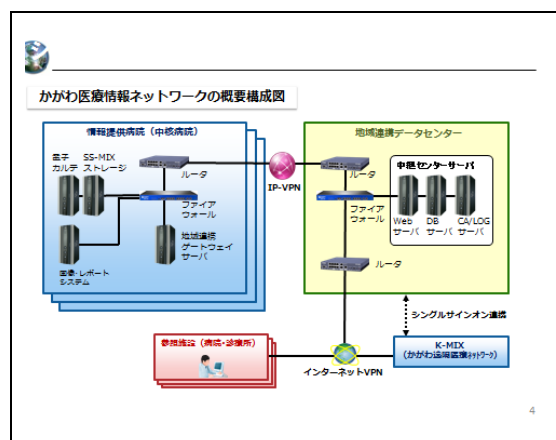 かがわ医療情報ネットワークの概要構成図
情報提供病院（中核病院）
電子
カルテ
SS-MIX
ストレージ
ルータ
ファイア
ウォール
地域連携
ゲートウェイ
サーバ
画像・レポート
システム
IP-VPN
地域連携データセンター
ルータ
中継センターサーバ
ファイア
ウォール
Web
サーバ
DB
サーバ
CA/LOG
サーバ
ルータ
シングルサインオン連携
参照施設（病院・診療所）
インターネットVPN
K-MIX
（かがわ遠隔医療ネットワーク）
4